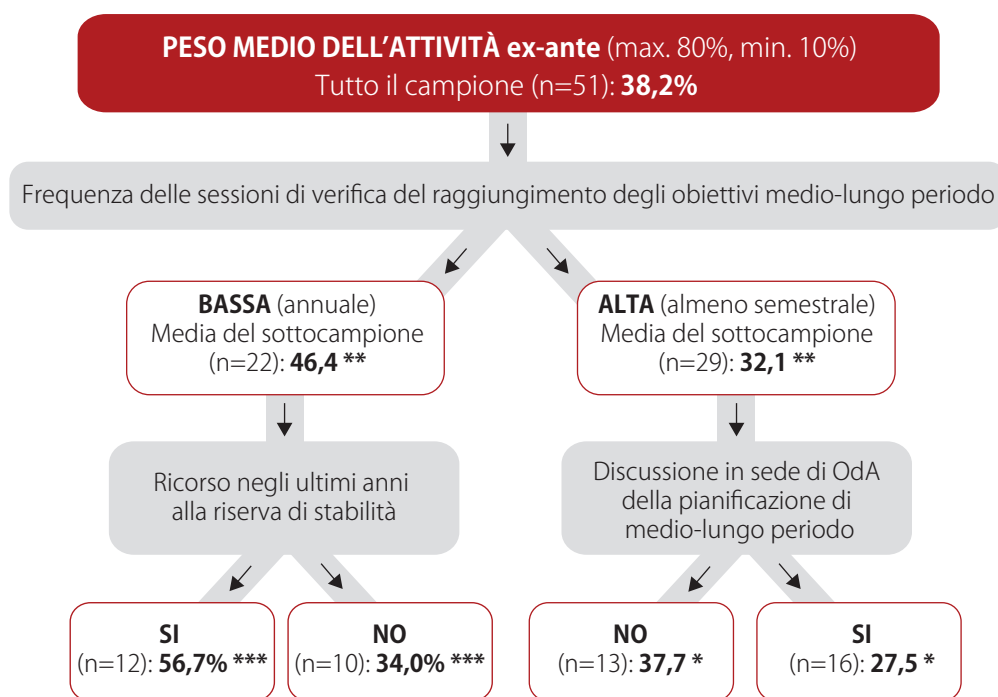 PESO MEDIO DELL’ATTIVITÀ ex-ante (max. 80%, min. 10%)
Tutto il campione (n=51): 38,2%
Frequenza delle sessioni di verifica del raggiungimento degli obiettivi medio-lungo periodo
BASSA (annuale)
Media del sottocampione
(n=22): 46,4 **
ALTA (almeno semestrale)
Media del sottocampione
(n=29): 32,1 **
Ricorso negli ultimi anni
alla riserva di stabilità
Discussione in sede di OdA
della pianificazione di
medio-lungo periodo
SI
(n=12): 56,7% ***
NO
(n=10): 34,0% ***
NO
(n=13): 37,7 *
SI
(n=16): 27,5 *